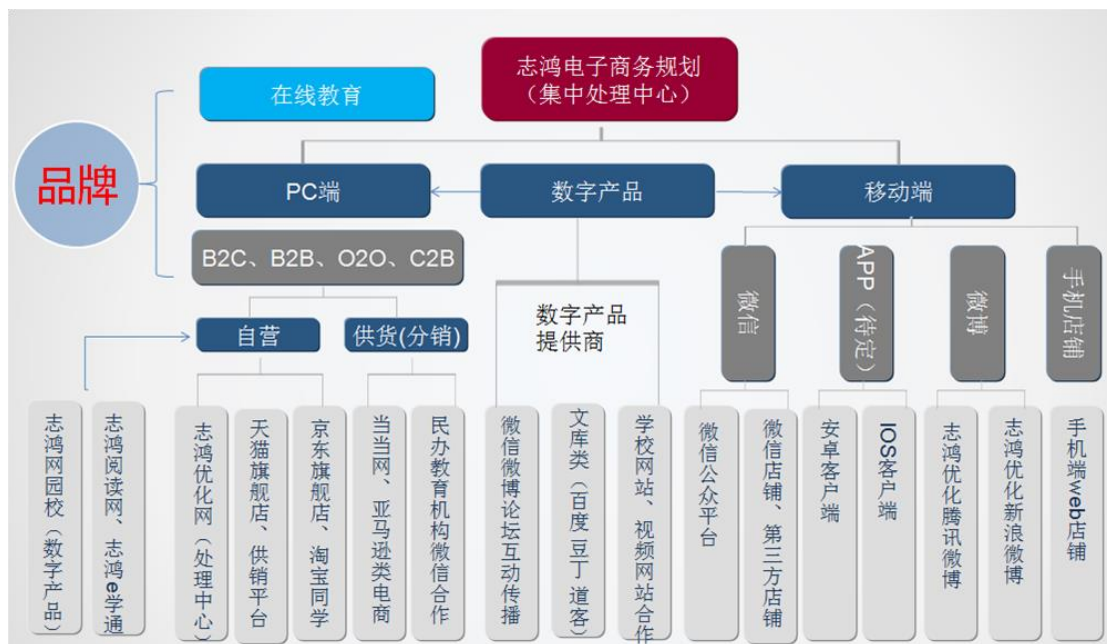 志鸿电子商务规划
（集中处理中心）
在线教育
品牌
PC端
数字产品
移动端
B2C、B2B、O2O、C2B
自营
供货(分销)
数字产品
提供商
微信
APP（待定）
微博
手机店铺
志鸿网园校（数字产品）
志鸿阅读网、志鸿e学通
志鸿优化网（处理中心）
天猫旗舰店、供销平台
京东旗舰店、淘宝同学
当当网、亚马逊类电商
民办教育机构微信合作
微信微博论坛互动传播
文库类（百度 豆丁 道客）
学校网站、视频网站合作
微信公众平台
微信店铺、第三方店铺
安卓客户端
IOS客户端
志鸿优化腾讯微博
志鸿优化新浪微博
手机端web店铺